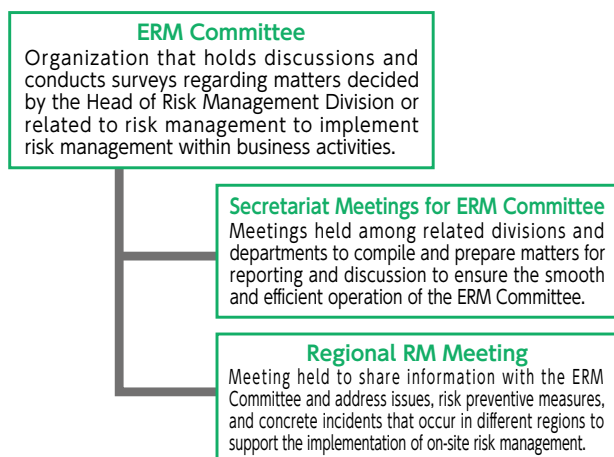 ERM Committee
Organization that holds discussions and
conducts surveys regarding matters decided
by the Head of Risk Management Division or
related to risk management to implement
risk management within business activities.
Secretariat Meetings for ERM Committee
Meetings held among related divisions and
departments to compile and prepare matters for
reporting and discussion to ensure the smooth
and efficient operation of the ERM Committee.
Regional RM Meeting
Meeting held to share information with the ERM
Committee and address issues, risk preventive measures,
and concrete incidents that occur in different regions to
support the implementation of on-site risk management.